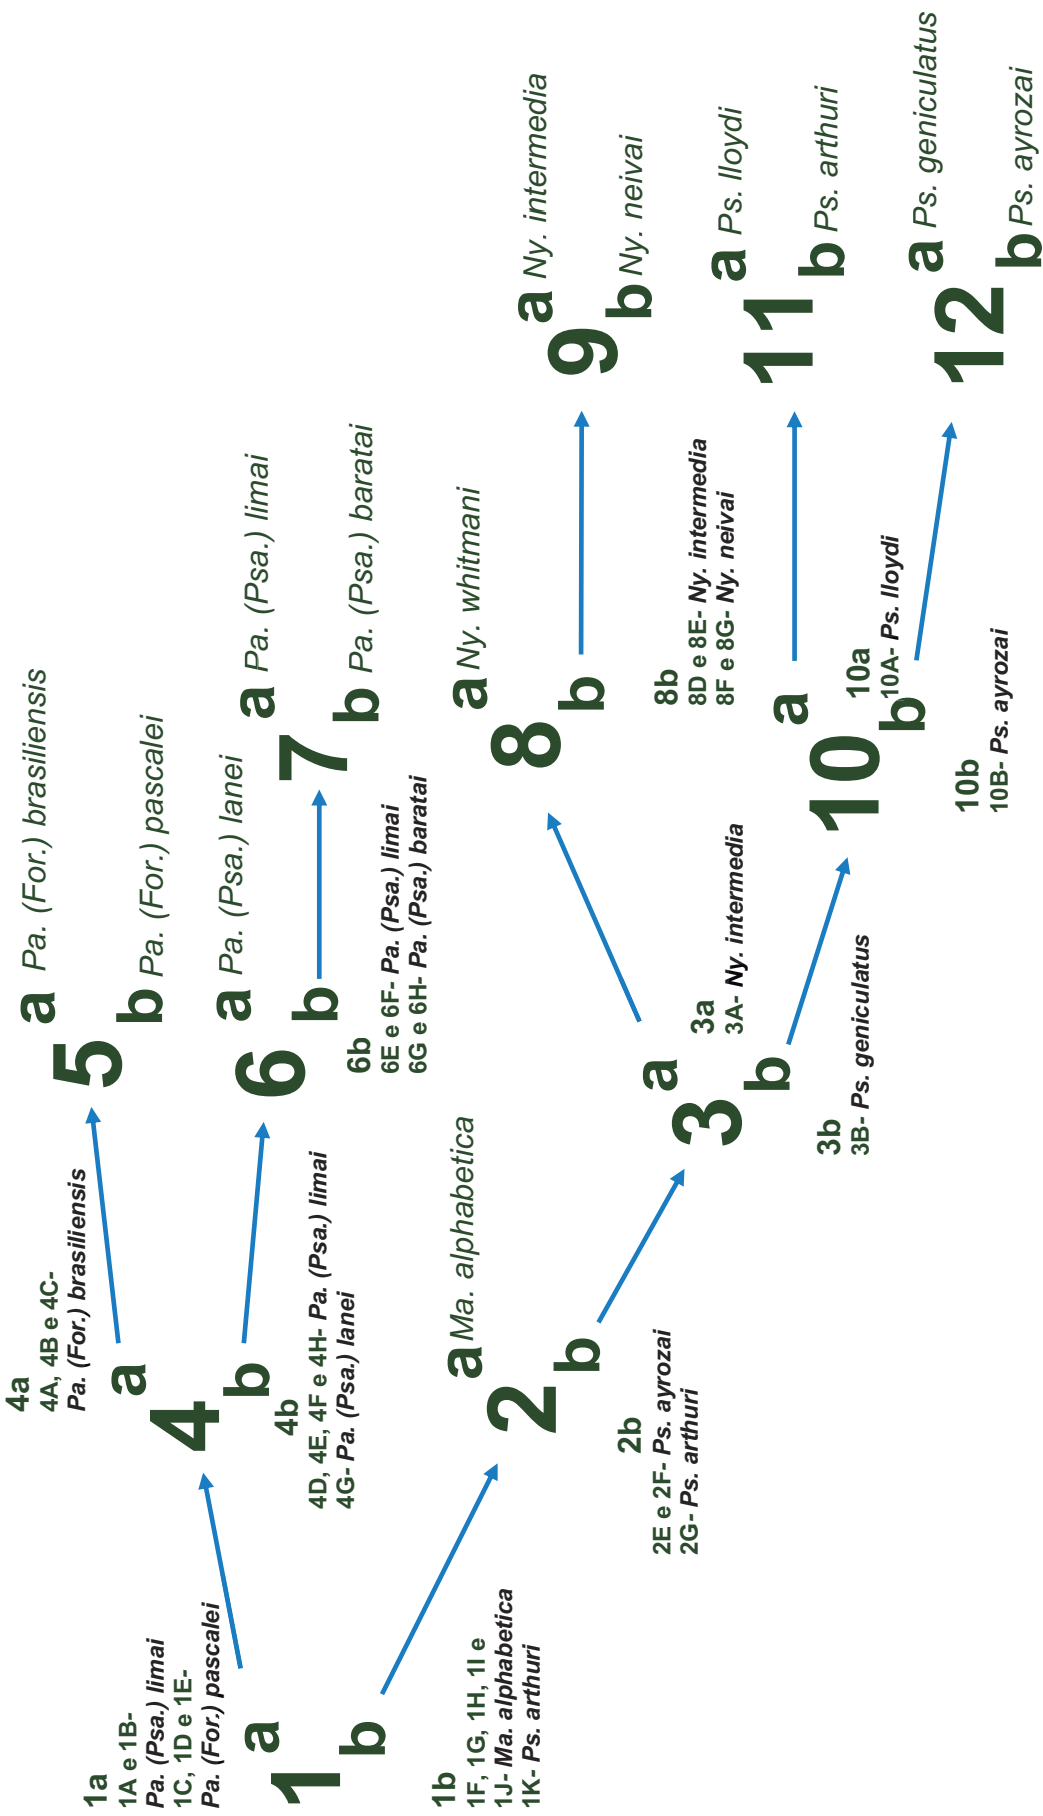 1a
1A e 1B-
Pa. (Psa.) limai
1C, 1D e 1E-
Pa. (For.) pascalei
1
a
b
1b
1F, 1G, 1H, 1I e
1J- Ma. alphabetica
1K- Ps. arthuri
4a
4A, 4B e 4C-
Pa. (For.) brasiliensis
4
a
b
4b
4D, 4E, 4F e 4H- Pa. (Psa.) limai
4G- Pa. (Psa.) lanei
2
a Ma. alphabetica
b
2b
2E e 2F- Ps. ayrozai
2G- Ps. arthuri
5
a Pa. (For.) brasiliensis
b Pa. (For.) pascalei
6
a Pa. (Psa.) lanei
b
6b
6E e 6F- Pa. (Psa.) limai
6G e 6H- Pa. (Psa.) baratai
3
a
b
3a
3A- Ny. intermedia
3b
3B- Ps. geniculatus
7
a Pa. (Psa.) limai
b Pa. (Psa.) baratai
8
a Ny. whitmani
b
8b
8D e 8E- Ny. intermedia
8F e 8G- Ny. neivai
10
a
b
10a
10A- Ps. lloydi
10b
10B- Ps. ayrozai
9
a Ny. intermedia
b Ny. neivai
11
a Ps. lloydi
b Ps. arthuri
12
a Ps. geniculatus
b Ps. ayrozai